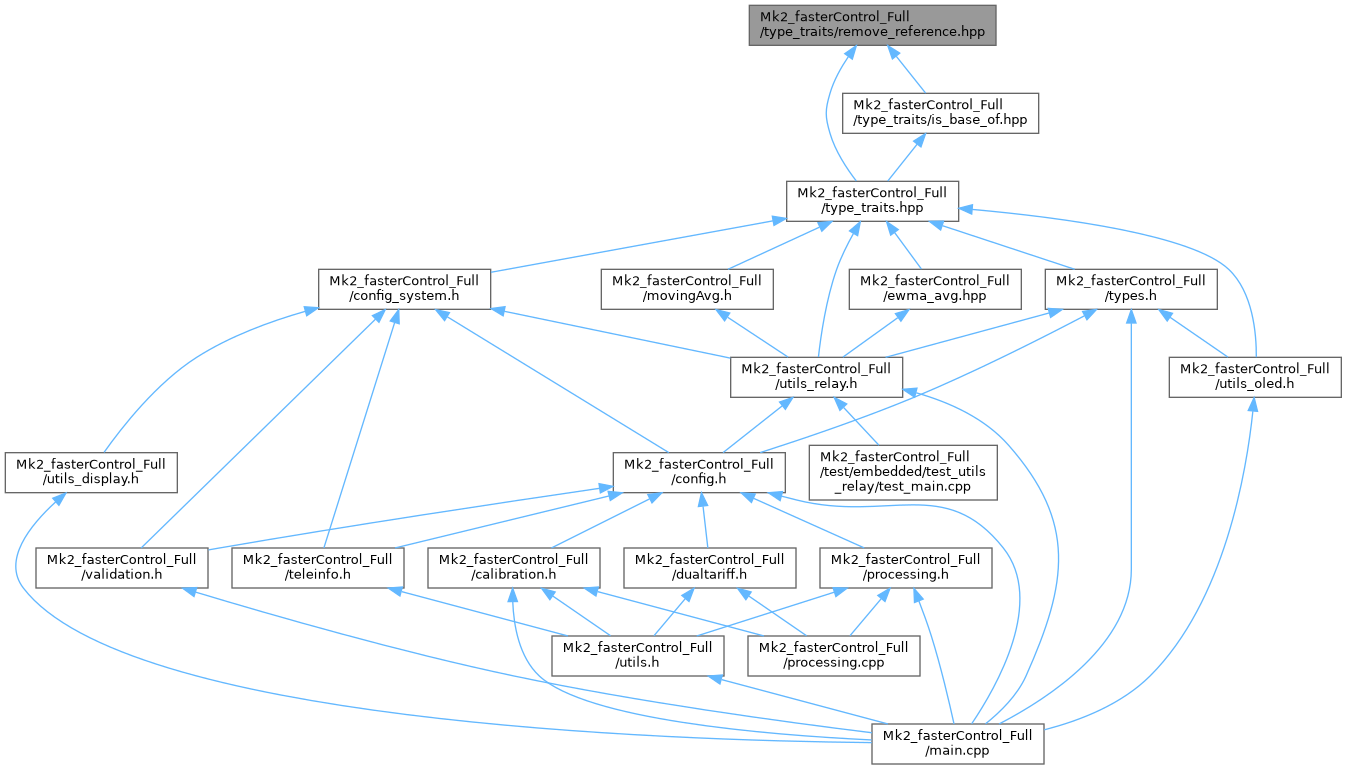 Mk2_fasterControl_Full
/type_traits/remove_reference.hpp
Mk2_fasterControl_Full
/type_traits/is_base_of.hpp
Mk2_fasterControl_Full
/type_traits.hpp
Mk2_fasterControl_Full
/config_system.h
Mk2_fasterControl_Full
/movingAvg.h
Mk2_fasterControl_Full
/ewma_avg.hpp
Mk2_fasterControl_Full
/types.h
Mk2_fasterControl_Full
/utils_relay.h
Mk2_fasterControl_Full
/utils_oled.h
Mk2_fasterControl_Full
/utils_display.h
Mk2_fasterControl_Full
/config.h
Mk2_fasterControl_Full
/test/embedded/test_utils
_relay/test_main.cpp
Mk2_fasterControl_Full
/validation.h
Mk2_fasterControl_Full
/teleinfo.h
Mk2_fasterControl_Full
/calibration.h
Mk2_fasterControl_Full
/dualtariff.h
Mk2_fasterControl_Full
/processing.h
Mk2_fasterControl_Full
/utils.h
Mk2_fasterControl_Full
/processing.cpp
Mk2_fasterControl_Full
/main.cpp